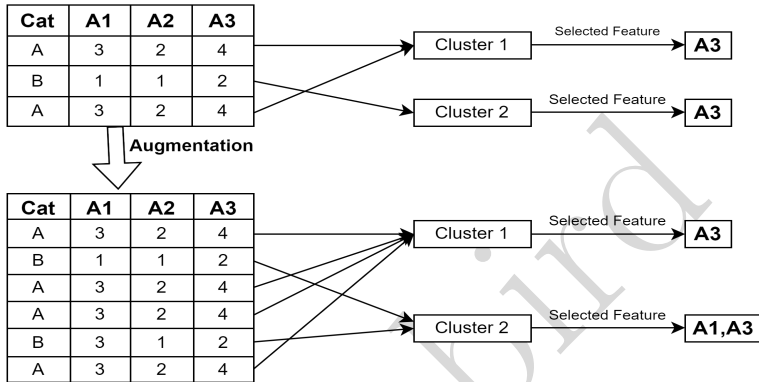 Cat A1 A2 A3
A 3 2 4
B 1 1 2
A 3 2 4
Cluster 1 Selected Feature A3
Cluster 2 Selected Feature A3
Augmentation
Cat A1 A2 A3
A 3 2 4
B 1 1 2
A 3 2 4
A 3 2 4
B 3 1 2
A 3 2 4
Cluster 1 Selected Feature A3
Cluster 2 Selected Feature A1,A3
bird